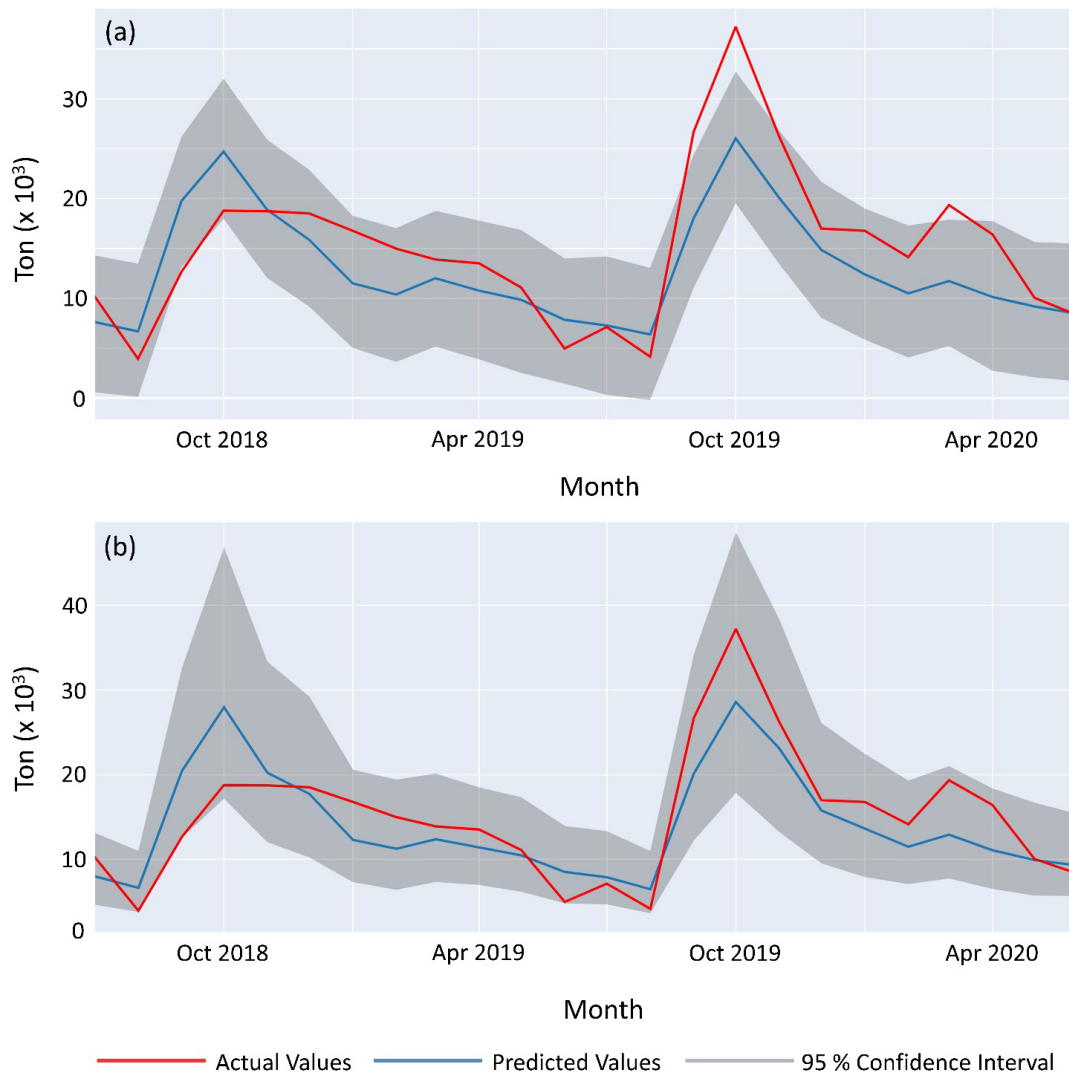 (a)
30
20
10
0
Ton (x 10³)
Oct 2018 Apr 2019 Oct 2019 Apr 2020
Month
(b)
40
30
20
10
0
Ton (x 10³)
Oct 2018 Apr 2019 Oct 2019 Apr 2020
Month
Actual Values Predicted Values 95 % Confidence Interval